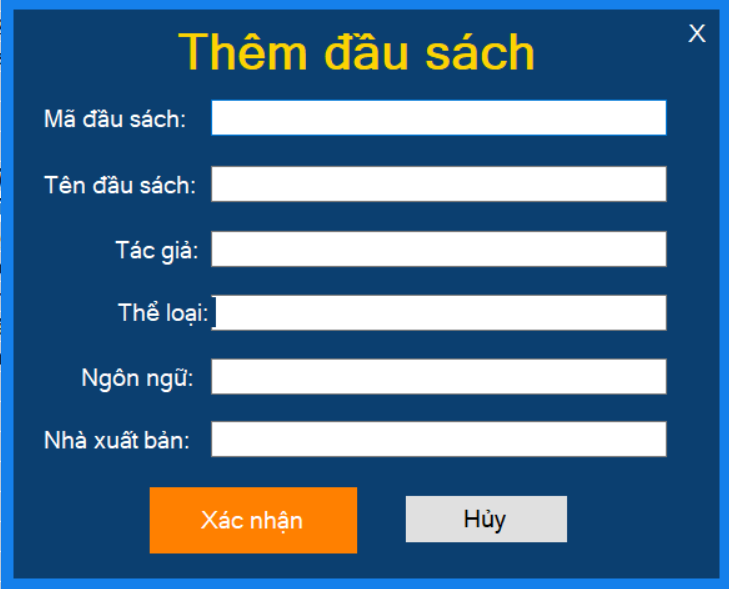 X
Thêm đầu sách
Mã đầu sách:
Tên đầu sách:
Tác giả:
Thể loại:
Ngôn ngữ:
Nhà xuất bản:
Xác nhận
Hủy